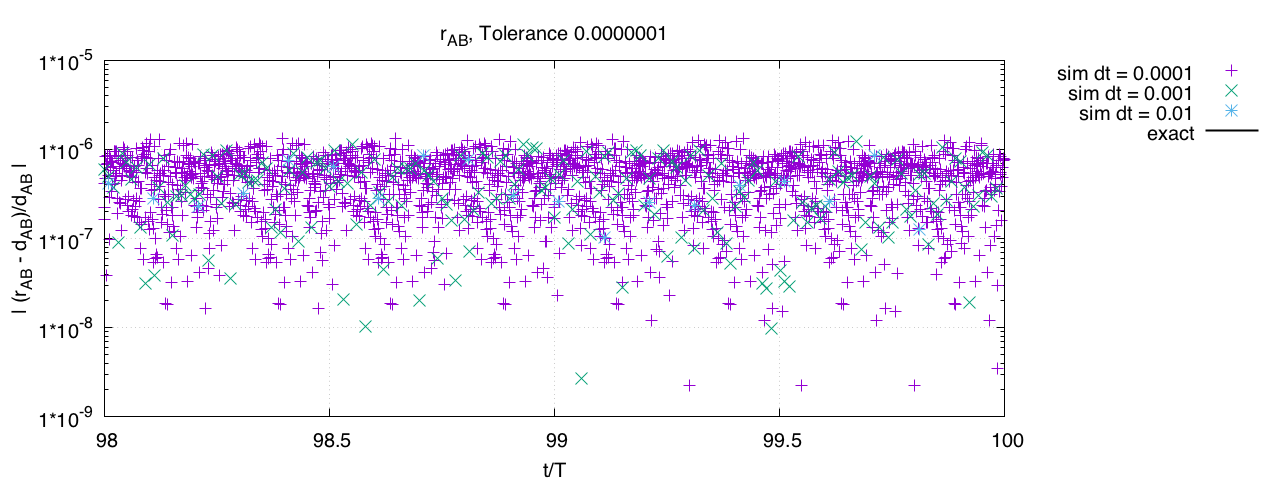 r_AB, Tolerance 0.0000001
1*10^-5
1*10^-6
1*10^-7
1*10^-8
1*10^-9
| (r_AB - d_AB)/d_AB |
98
98.5
99
99.5
100
t/T
sim dt = 0.0001
sim dt = 0.001
sim dt = 0.01
exact